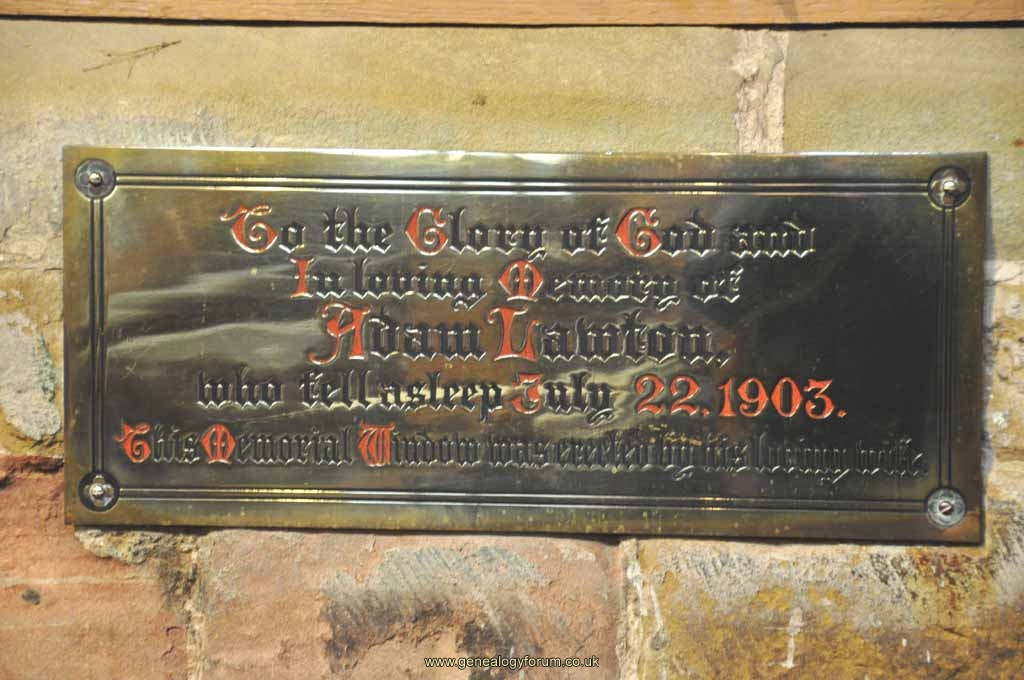 To the Glory of God and
In loving Memory of
Adam Lawton,
who fell asleep July 22. 1903.
This Memorial Window was erected by his loving wife.
www.genealogyforum.co.uk